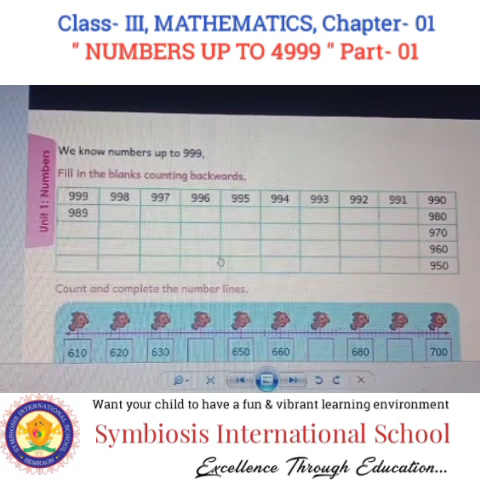 Class- III, MATHEMATICS, Chapter- 01
" NUMBERS UP TO 4999 " Part- 01
Unit 1: Numbers
We know numbers up to 999.
Fill in the blanks counting backwards.
999 998 997 996 995 994 993 992 991 990
989 980
970
960
950
Count and complete the number lines.
610 620 630 650 660 680 700
Want your child to have a fun & vibrant learning environment
SYMBIOSIS INTERNATIONAL SCHOOL
Symbiosis International School
Excellence Through Education...